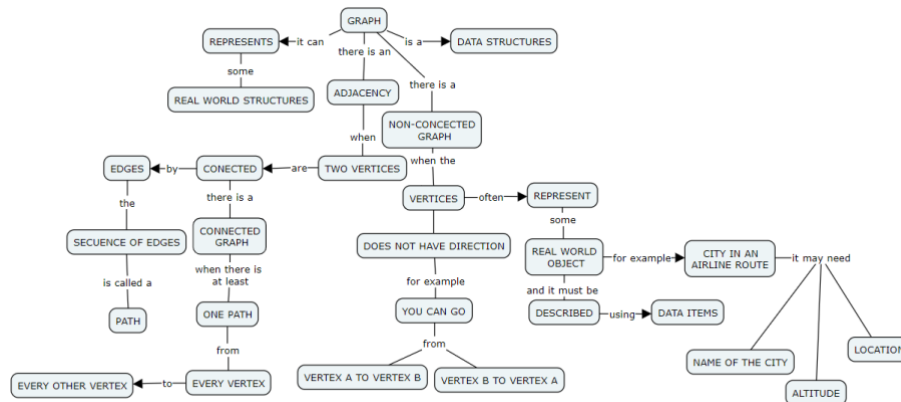 GRAPH
REPRESENTS
it can
is a
DATA STRUCTURES
there is an
some
there is a
REAL WORLD STRUCTURES
ADJACENCY
NON-CONCECTED
GRAPH
when
when the
EDGES
by
CONECTED
are
TWO VERTICES
VERTICES
often
REPRESENT
the
there is a
some
SECUENCE OF EDGES
CONNECTED
GRAPH
DOES NOT HAVE DIRECTION
REAL WORLD
OBJECT
for example
CITY IN AN
AIRLINE ROUTE
it may need
is called a
when there is
at least
for example
and it must be
PATH
ONE PATH
YOU CAN GO
DESCRIBED
using
DATA ITEMS
from
from
LOCATION
NAME OF THE CITY
EVERY OTHER VERTEX
to
EVERY VERTEX
VERTEX A TO VERTEX B
VERTEX B TO VERTEX A
ALTITUDE